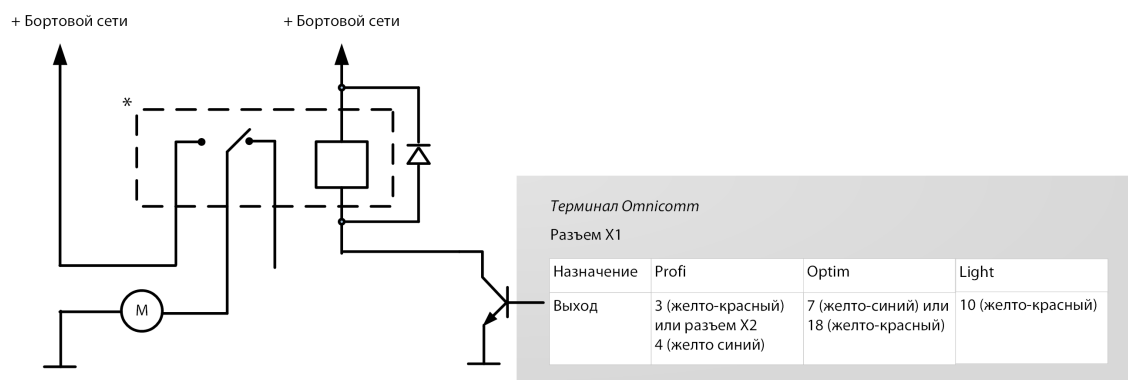 + Бортовой сети
+ Бортовой сети
*
M
Терминал Omnicomm
Разъем X1
Назначение Profi Optim Light
Выход 3 (желто-красный) 7 (желто-синий) или 10 (желто-красный)
или разъем X2 18 (желто-красный)
4 (желто синий)